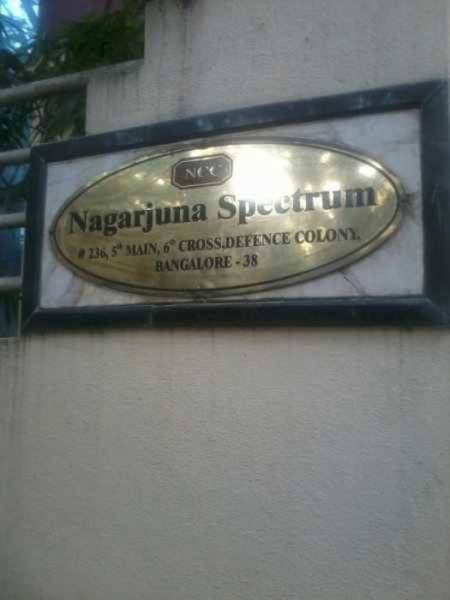 NCC
Nagarjuna Spectrum
# 236, 5th MAIN, 6th CROSS,DEFENCE COLONY,
BANGALORE - 38